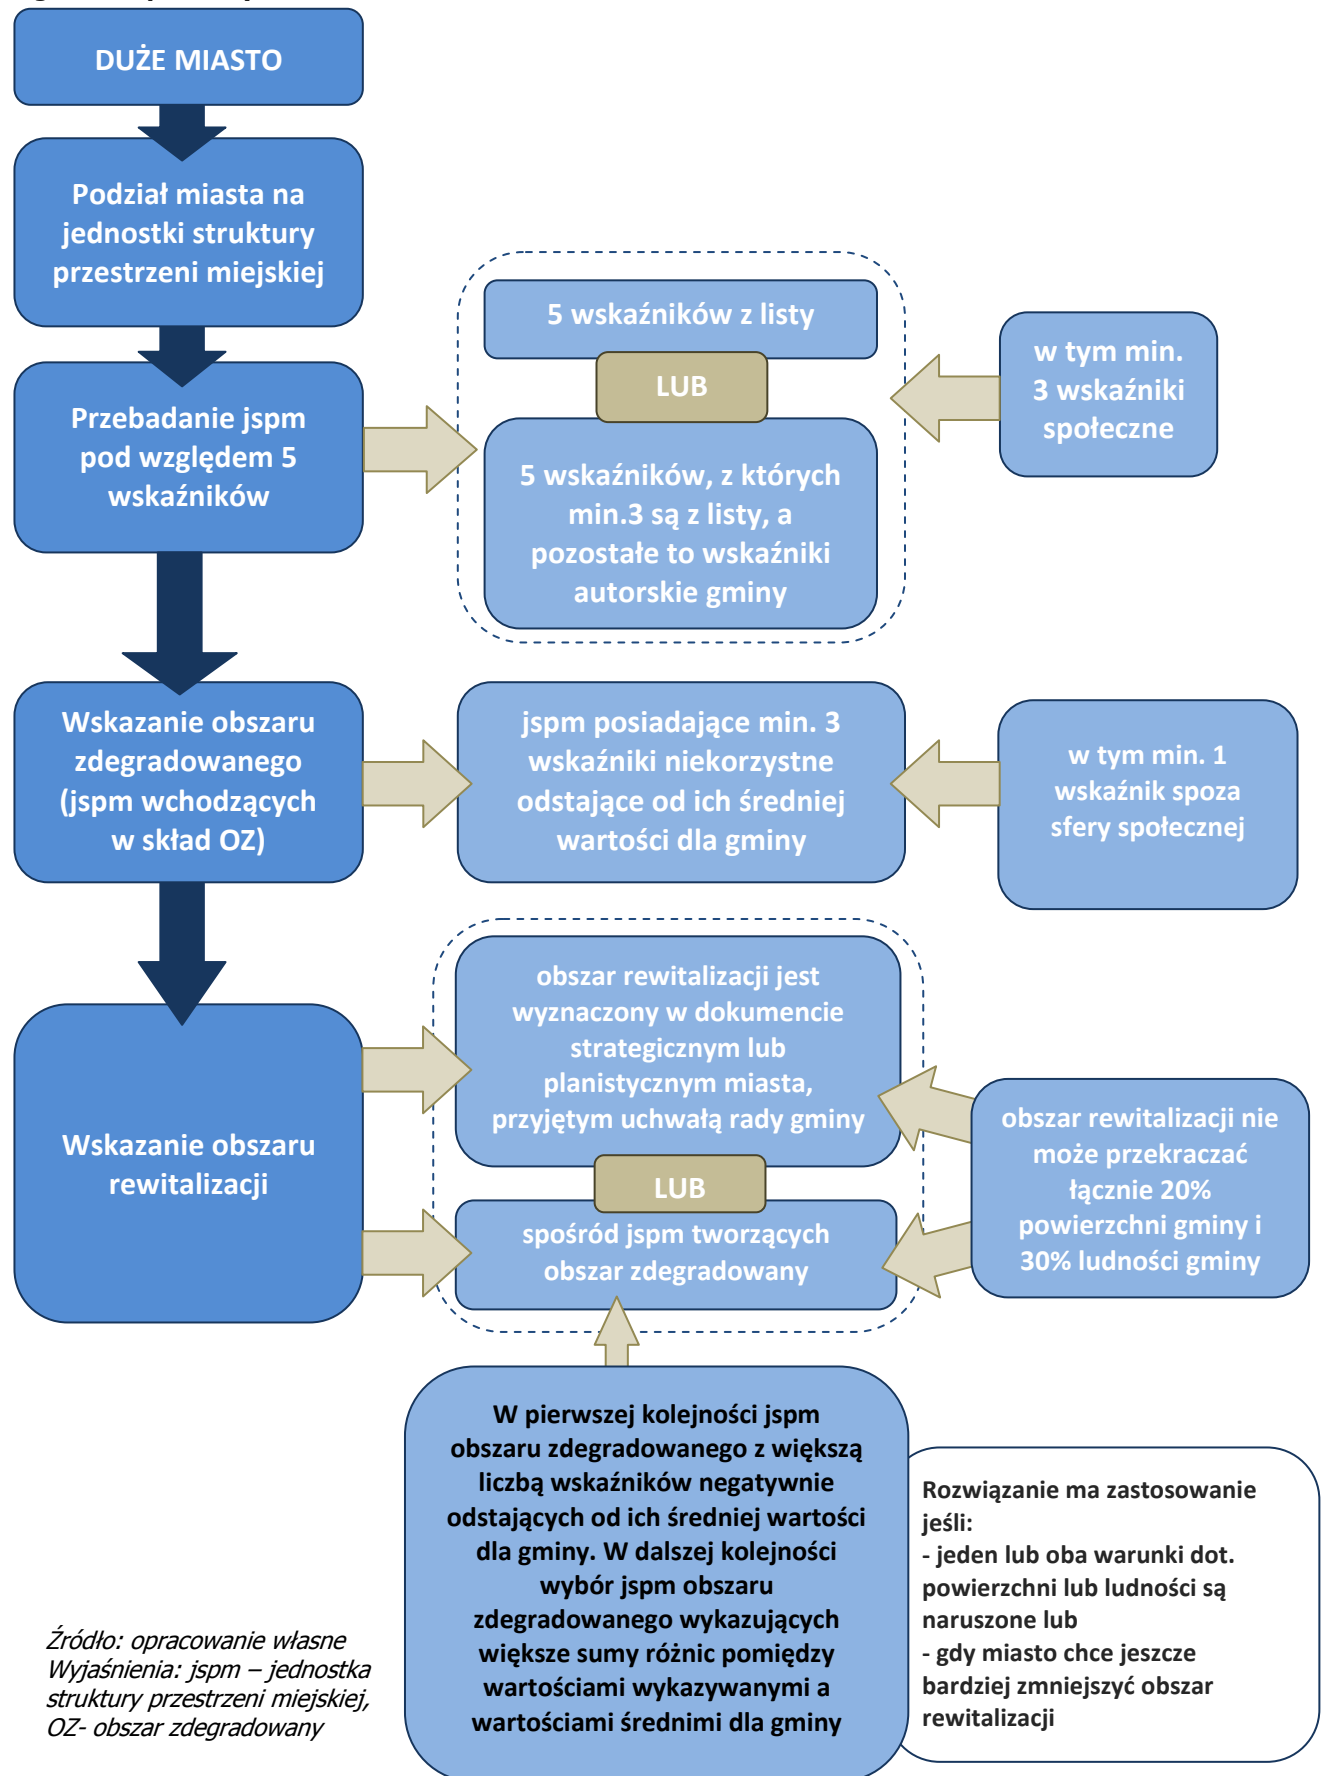 DUŻE MIASTO
Podział miasta na
jednostki struktury
przestrzeni miejskiej
5 wskaźników z listy
LUB
w tym min.
3 wskaźniki
społeczne
Przebadanie jspm
pod względem 5
wskaźników
5 wskaźników, z których
min.3 są z listy, a
pozostałe to wskaźniki
autorskie gminy
Wskazanie obszaru
zdegradowanego
(jspm wchodzących
w skład OZ)
jspm posiadające min. 3
wskaźniki niekorzystne
odstające od ich średniej
wartości dla gminy
w tym min. 1
wskaźnik spoza
sfery społecznej
Wskazanie obszaru
rewitalizacji
obszar rewitalizacji jest
wyznaczony w dokumencie
strategicznym lub
planistycznym miasta,
przyjętym uchwałą rady gminy
LUB
spośród jspm tworzących
obszar zdegradowany
obszar rewitalizacji nie
może przekraczać
łącznie 20%
powierzchni gminy i
30% ludności gminy
W pierwszej kolejności jspm
obszaru zdegradowanego z większą
liczbą wskaźników negatywnie
odstających od ich średniej wartości
dla gminy. W dalszej kolejności
wybór jspm obszaru
zdegradowanego wykazujących
większe sumy różnic pomiędzy
wartościami wykazywanymi a
wartościami średnimi dla gminy
Rozwiązanie ma zastosowanie
jeśli:
- jeden lub oba warunki dot.
powierzchni lub ludności są
naruszone lub
- gdy miasto chce jeszcze
bardziej zmniejszyć obszar
rewitalizacji
Źródło: opracowanie własne
Wyjaśnienia: jspm – jednostka
struktury przestrzeni miejskiej,
OZ- obszar zdegradowany